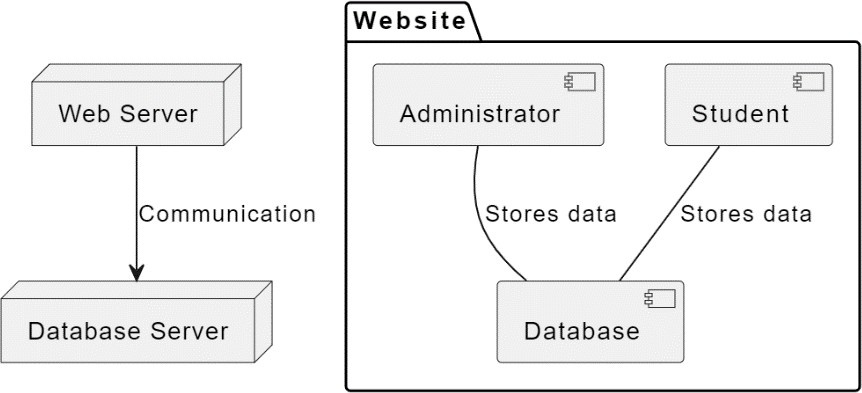 Website
Web Server
Administrator
Student
Communication
Stores data
Stores data
Database Server
Database